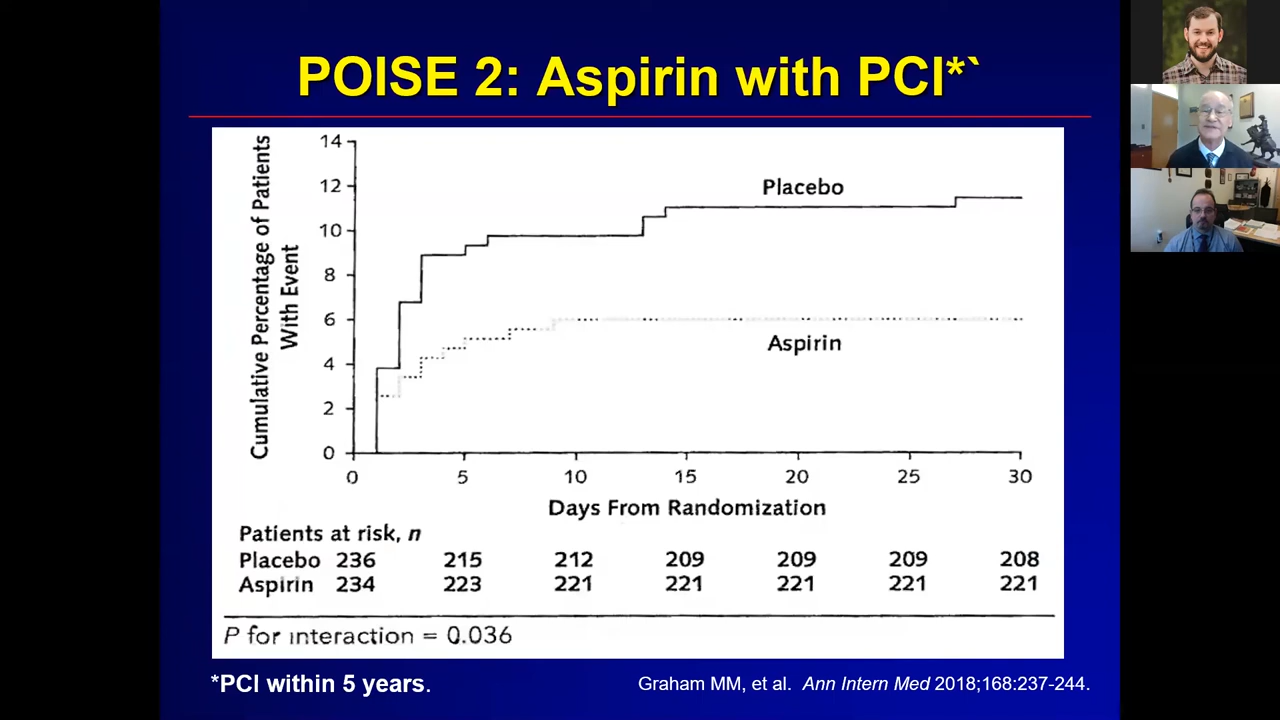 POISE 2: Aspirin with PCI*`
Cumulative Percentage of Patients
With Event
14
12
10
8
6
4
2
0
Placebo
Aspirin
0 5 10 15 20 25 30
Days From Randomization
Patients at risk, n
Placebo 236 215 212 209 209 209 208
Aspirin 234 223 221 221 221 221 221
P for interaction = 0.036
*PCI within 5 years.
Graham MM, et al. Ann Intern Med 2018;168:237-244.